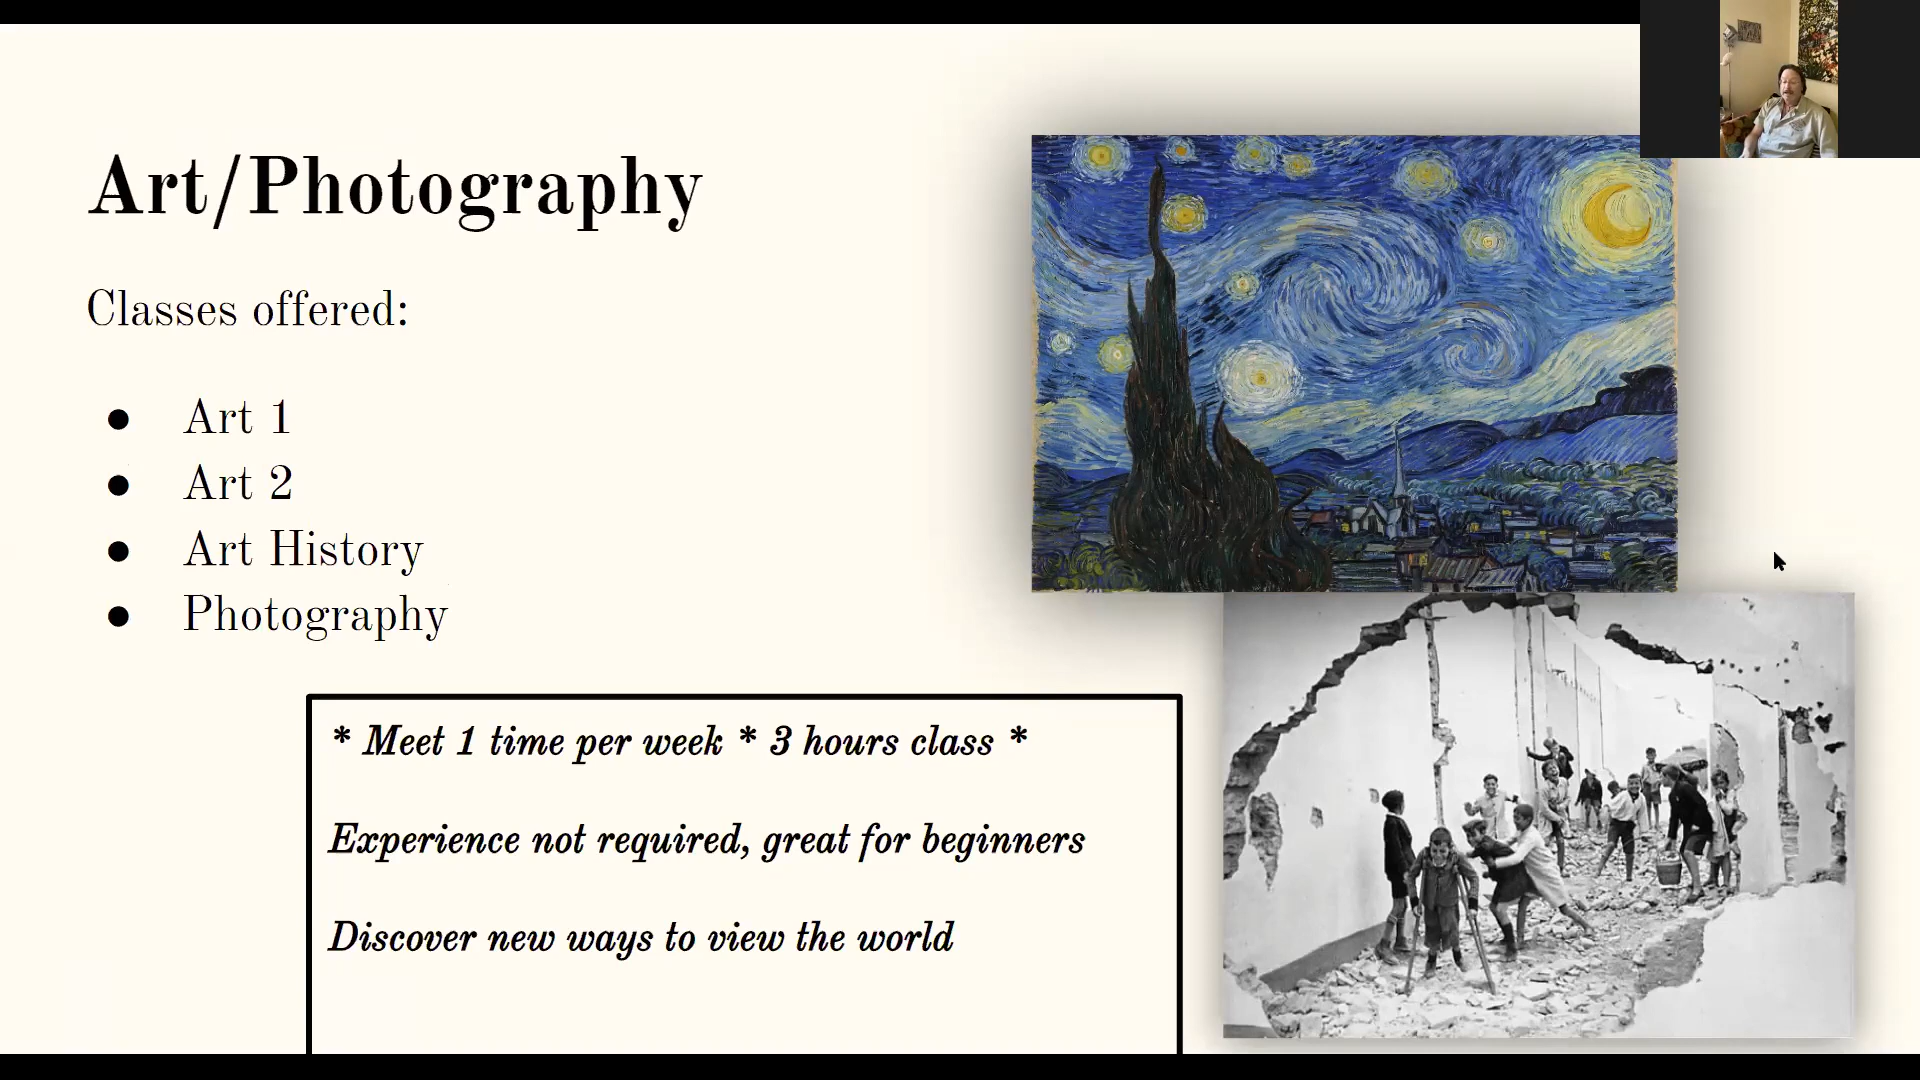 Art/Photography
Classes offered:
● Art 1
● Art 2
● Art History
● Photography
* Meet 1 time per week * 3 hours class *
Experience not required, great for beginners
Discover new ways to view the world